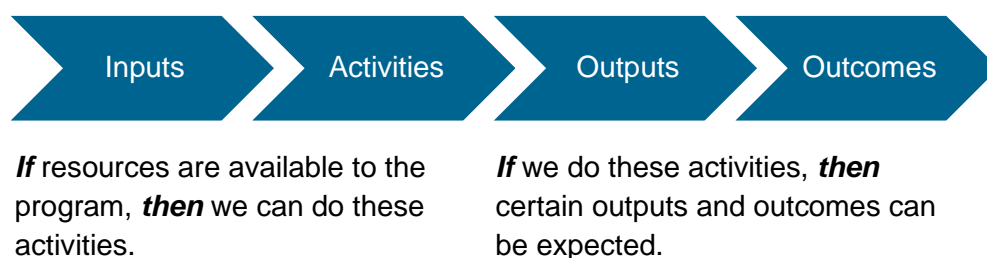 Inputs
Activities
Outputs
Outcomes
If resources are available to the
program, then we can do these
activities.
If we do these activities, then
certain outputs and outcomes can
be expected.